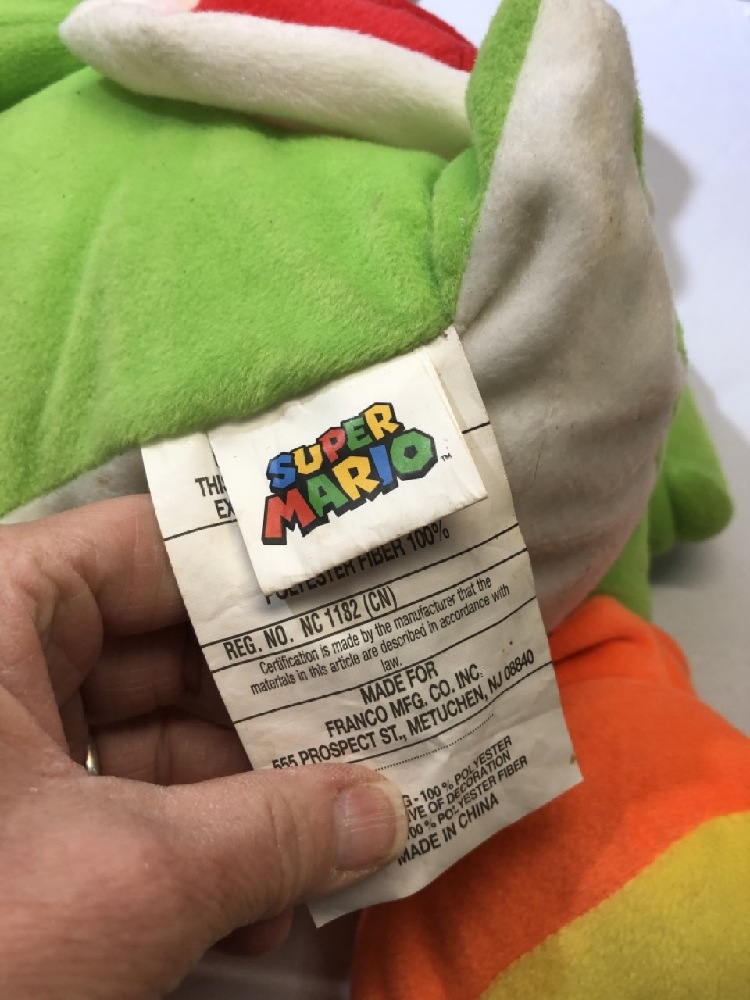 SUPER
MARIO™
POLYESTER FIBER 100%
REG. NO. NC 1182 (CN)
Certification is made by the manufacturer that the
materials in this article are described in accordance with
law.
MADE FOR
FRANCO MFG. CO. INC.
555 PROSPECT ST., METUCHEN, NJ 08840
100% POLYESTER
OF DECORATION
100% POLYESTER FIBER
MADE IN CHINA